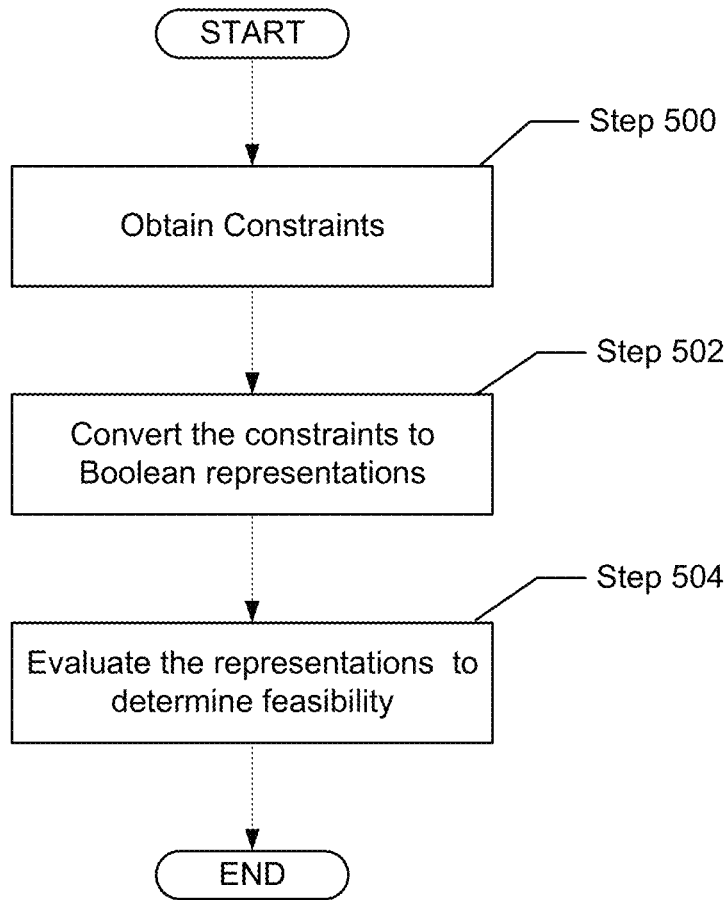 START
Step 500
Obtain Constraints
Step 502
Convert the constraints to
Boolean representations
Step 504
Evaluate the representations to
determine feasibility
END